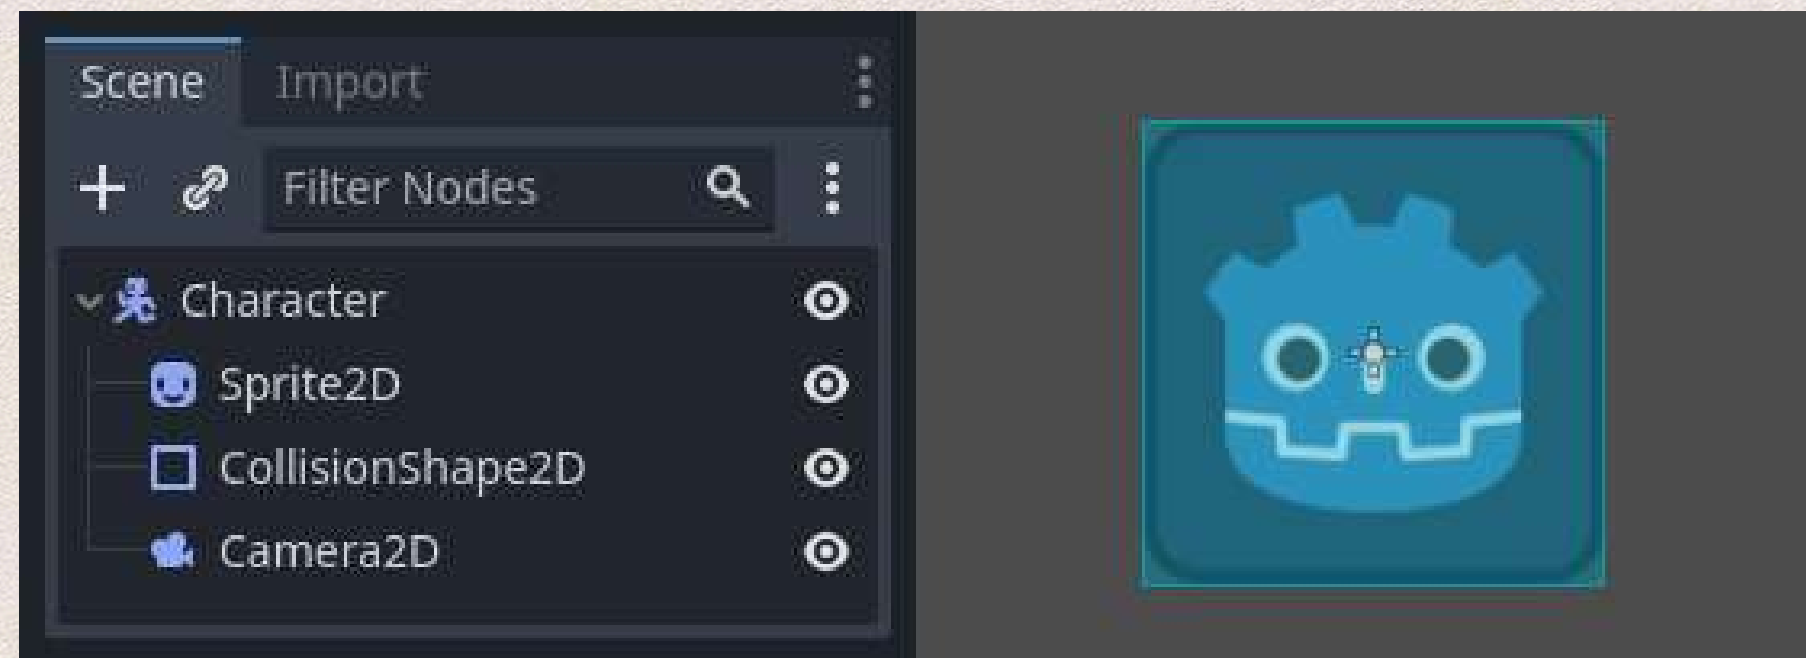 Scene Import
Filter Nodes
Character
Sprite2D
CollisionShape2D
Camera2D